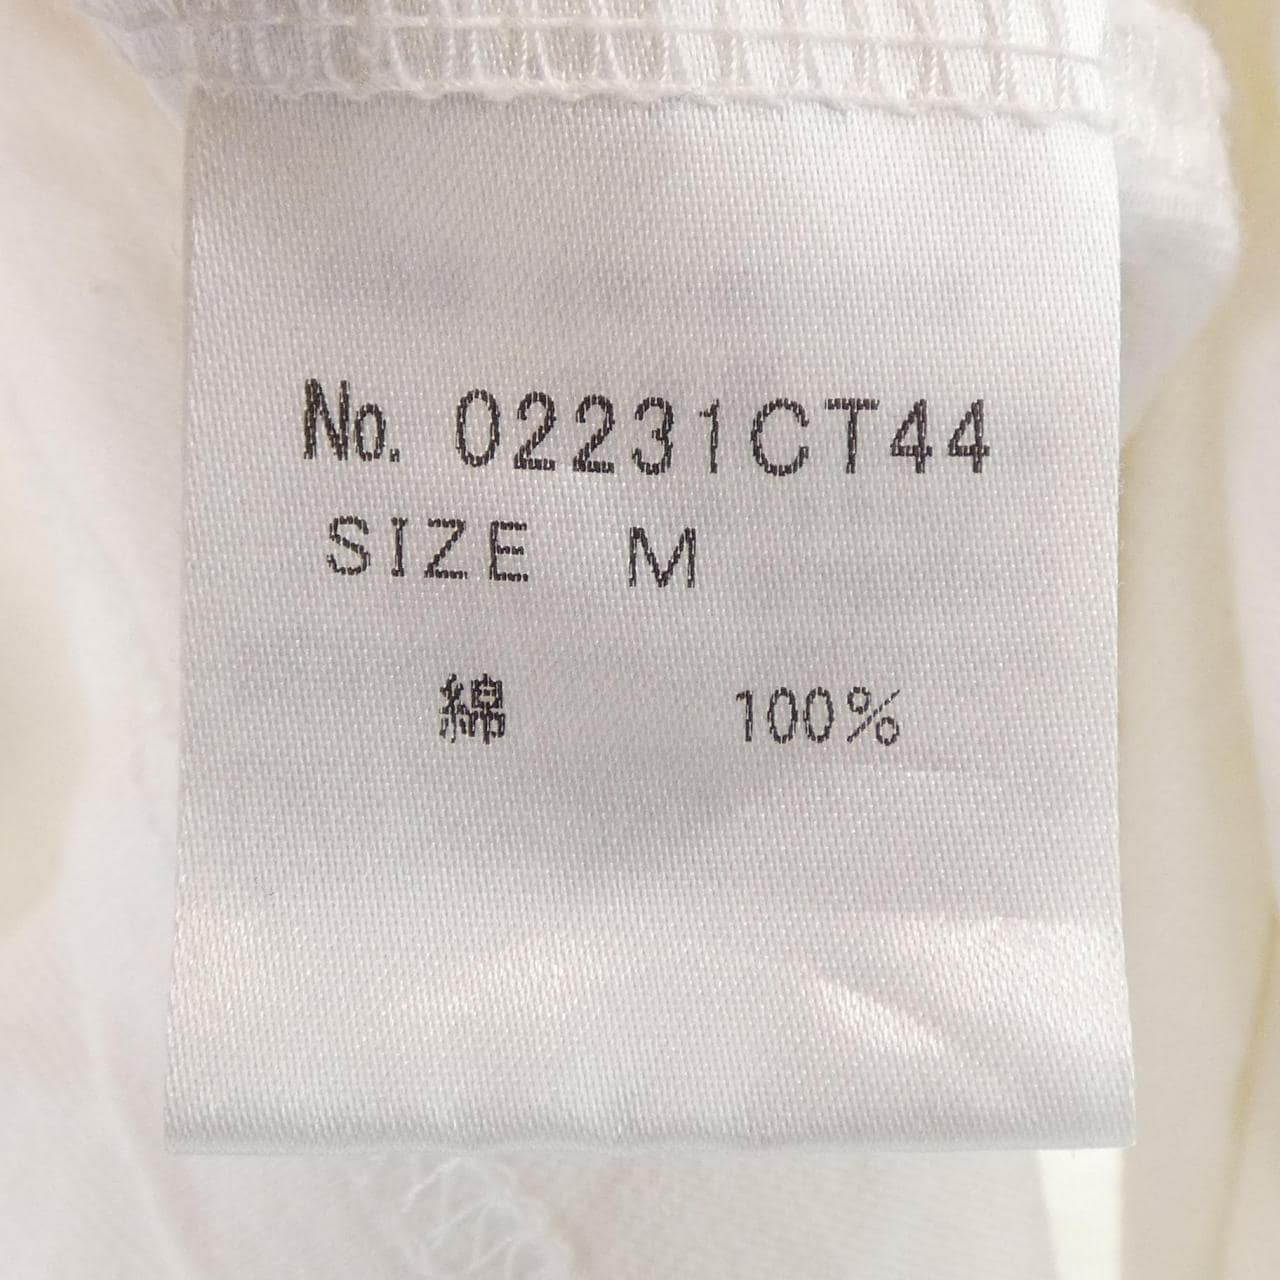 No. 02231CT44
SIZE M
綿 100%